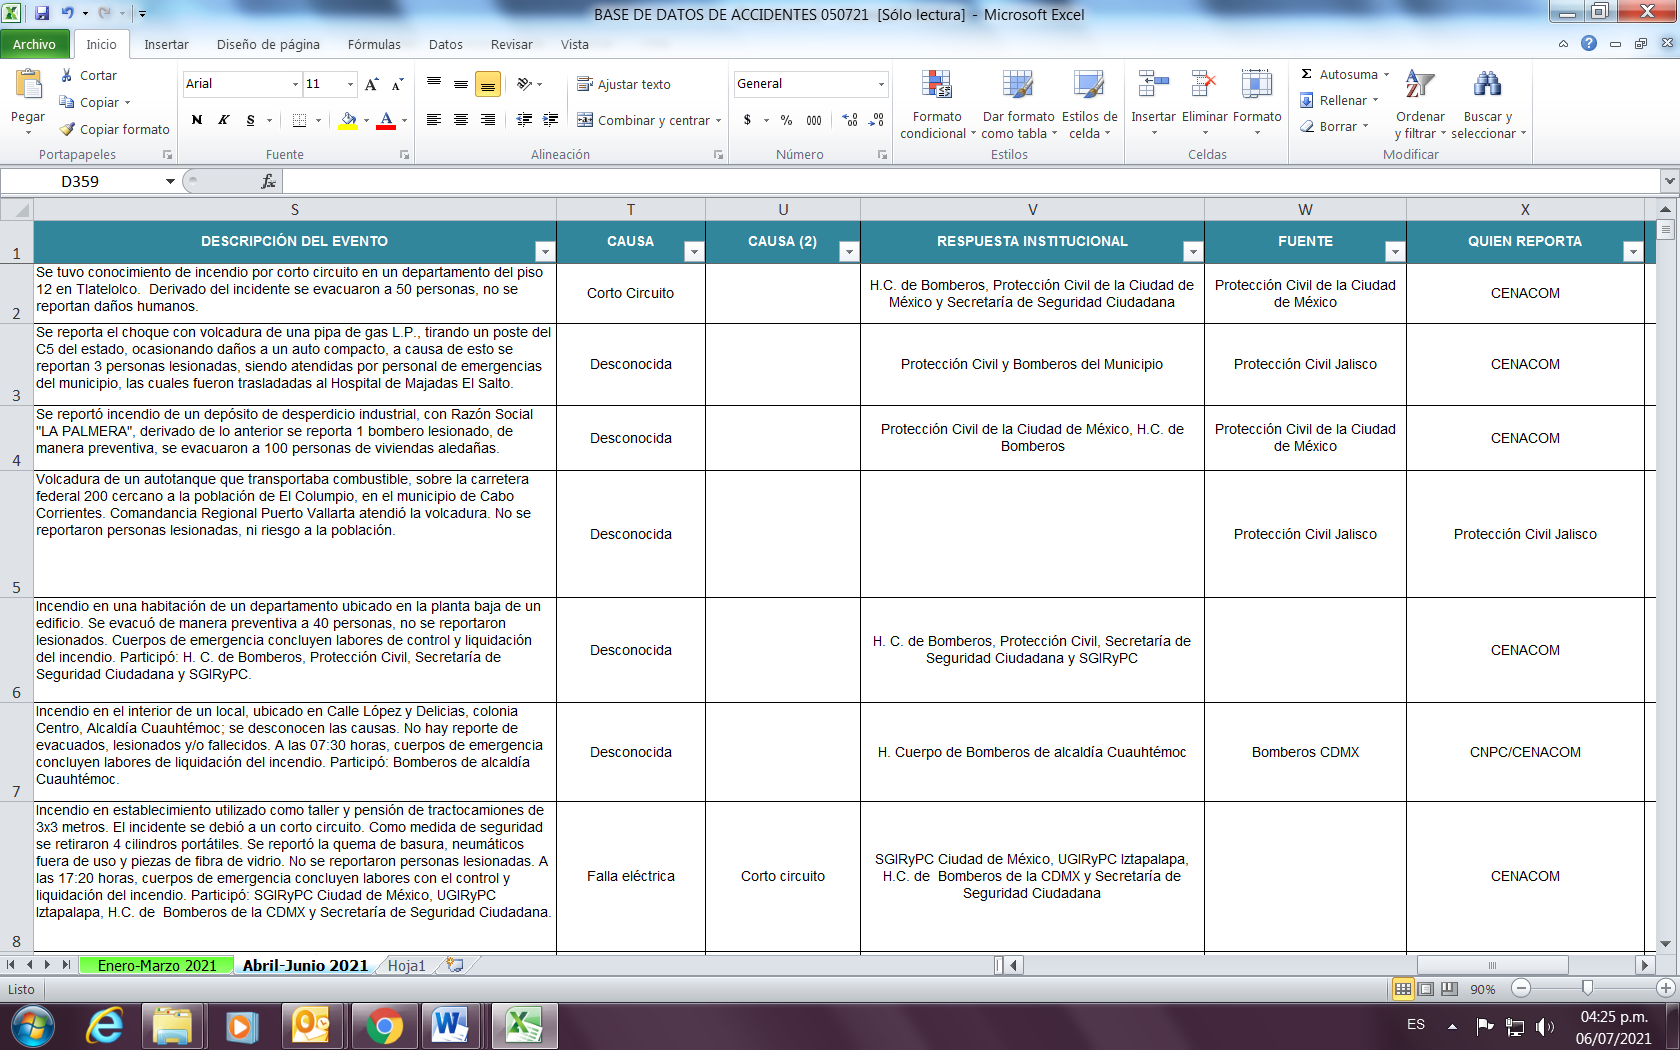 BASE DE DATOS DE ACCIDENTES 050721  [Sólo lectura]  -  Microsoft Excel
Archivo Inicio Insertar Diseño de página Fórmulas Datos Revisar Vista
Pegar
Cortar
Copiar
Copiar formato
Portapapeles
Arial 11
N K S
A
Fuente
Ajustar texto
Combinar y centrar
Alineación
General
$ % 000
Número
Formato condicional
Dar formato como tabla
Estilos de celda
Estilos
Insertar Eliminar Formato
Celdas
Σ Autosuma
Rellenar
Borrar
Ordenar y filtrar
Buscar y seleccionar
Modificar
D359 fx
S T U V W X
1 DESCRIPCIÓN DEL EVENTO CAUSA CAUSA (2) RESPUESTA INSTITUCIONAL FUENTE QUIEN REPORTA
2
Se tuvo conocimiento de incendio por corto circuito en un departamento del piso
12 en Tlatelolco.  Derivado del incidente se evacuaron a 50 personas, no se
reportan daños humanos.
Corto Circuito
H.C. de Bomberos, Protección Civil de la Ciudad de
México y Secretaría de Seguridad Ciudadana
Protección Civil de la Ciudad
de México
CENACOM
3
Se reporta el choque con volcadura de una pipa de gas L.P., tirando un poste del
C5 del estado, ocasionando daños a un auto compacto, a causa de esto se
reportan 3 personas lesionadas, siendo atendidas por personal de emergencias
del municipio, las cuales fueron trasladadas al Hospital de Majadas El Salto.
Desconocida
Protección Civil y Bomberos del Municipio
Protección Civil Jalisco
CENACOM
4
Se reportó incendio de un depósito de desperdicio industrial, con Razón Social
"LA PALMERA", derivado de lo anterior se reporta 1 bombero lesionado, de
manera preventiva, se evacuaron a 100 personas de viviendas aledañas.
Desconocida
Protección Civil de la Ciudad de México, H.C. de
Bomberos
Protección Civil de la Ciudad
de México
CENACOM
5
Volcadura de un autotanque que transportaba combustible, sobre la carretera
federal 200 cercano a la población de El Columpio, en el municipio de Cabo
Corrientes. Comandancia Regional Puerto Vallarta atendió la volcadura. No se
reportaron personas lesionadas, ni riesgo a la población.
Desconocida
Protección Civil Jalisco
Protección Civil Jalisco
6
Incendio en una habitación de un departamento ubicado en la planta baja de un
edificio. Se evacuó de manera preventiva a 40 personas, no se reportaron
lesionados. Cuerpos de emergencia concluyen labores de control y liquidación
del incendio. Participó: H. C. de Bomberos, Protección Civil, Secretaría de
Seguridad Ciudadana y SGIRyPC.
Desconocida
H. C. de Bomberos, Protección Civil, Secretaría de
Seguridad Ciudadana y SGIRyPC
CENACOM
7
Incendio en el interior de un local, ubicado en Calle López y Delicias, colonia
Centro, Alcaldía Cuauhtémoc; se desconocen las causas. No hay reporte de
evacuados, lesionados y/o fallecidos. A las 07:30 horas, cuerpos de emergencia
concluyen labores de liquidación del incendio. Participó: Bomberos de alcaldía
Cuauhtémoc.
Desconocida
H. Cuerpo de Bomberos de alcaldía Cuauhtémoc
Bomberos CDMX
CNPC/CENACOM
8
Incendio en establecimiento utilizado como taller y pensión de tractocamiones de
3x3 metros. El incidente se debió a un corto circuito. Como medida de seguridad
se retiraron 4 cilindros portátiles. Se reportó la quema de basura, neumáticos
fuera de uso y piezas de fibra de vidrio. No se reportaron personas lesionadas. A
las 17:20 horas, cuerpos de emergencia concluyen labores con el control y
liquidación del incendio. Participó: SGIRyPC Ciudad de México, UGIRyPC
Iztapalapa, H.C. de  Bomberos de la CDMX y Secretaría de Seguridad Ciudadana.
Falla eléctrica
Corto circuito
SGIRyPC Ciudad de México, UGIRyPC Iztapalapa,
H.C. de  Bomberos de la CDMX y Secretaría de
Seguridad Ciudadana
CENACOM
Enero-Marzo 2021 Abril-Junio 2021 Hoja1
Listo 90%
ES 04:25 p.m.
06/07/2021